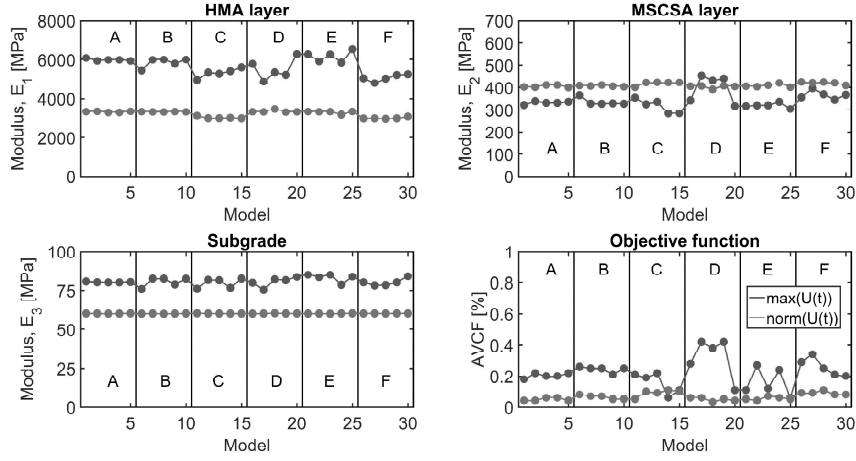 HMA layer
8000
6000
4000
2000
0
Modulus, E1 [MPa]
A B C D E F
5 10 15 20 25 30
Model
MSCSA layer
700
600
500
400
300
200
100
0
Modulus, E2 [MPa]
A B C D E F
5 10 15 20 25 30
Model
Subgrade
100
75
50
25
0
Modulus, E3 [MPa]
A B C D E F
5 10 15 20 25 30
Model
Objective function
1
0.8
0.6
0.4
0.2
0
AVCF [%]
A B C D E F
max(U(t))
norm(U(t))
5 10 15 20 25 30
Model